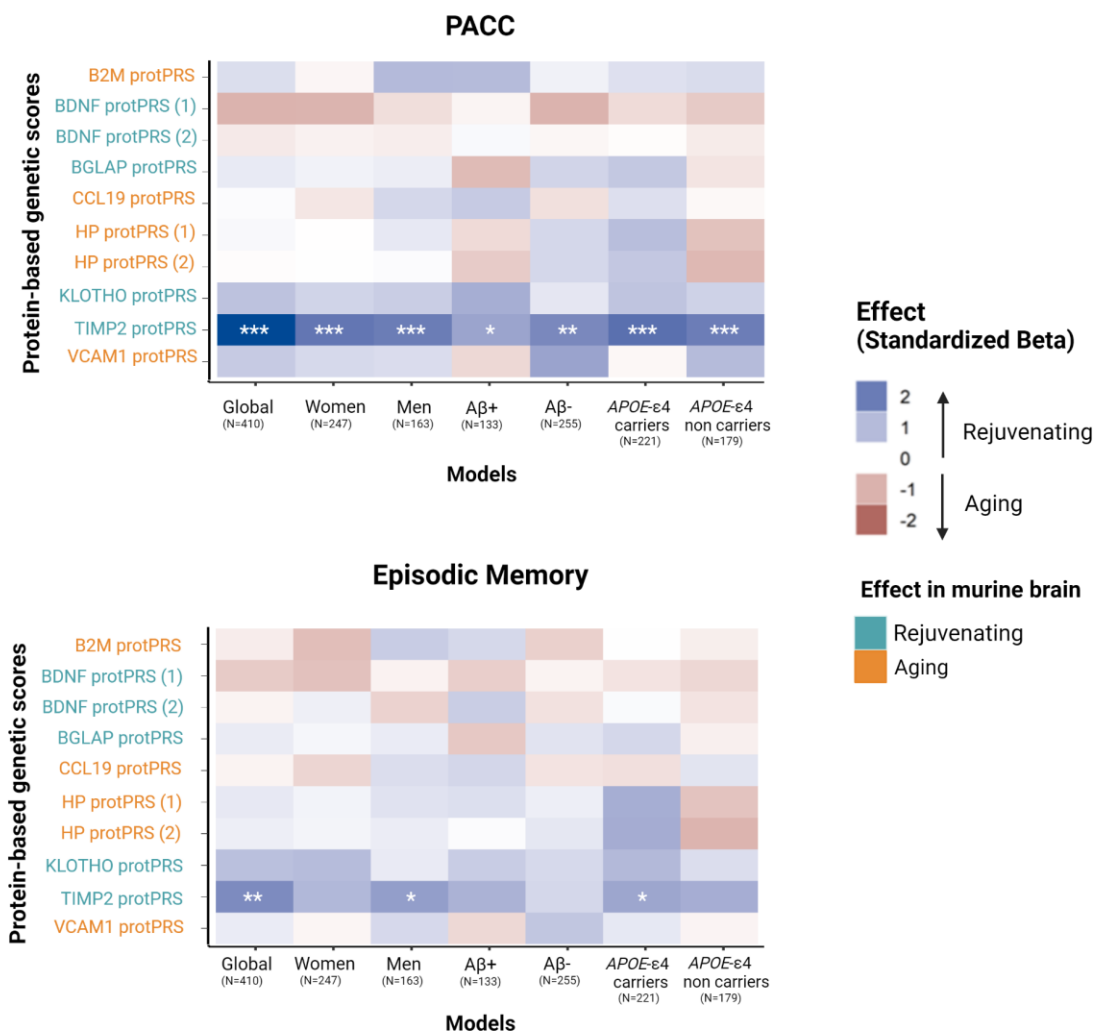 PACC
Protein-based genetic scores
B2M protPRS
BDNF protPRS (1)
BDNF protPRS (2)
BGLAP protPRS
CCL19 protPRS
HP protPRS (1)
HP protPRS (2)
KLOTHO protPRS
TIMP2 protPRS *** *** *** * ** *** ***
VCAM1 protPRS
Global Women Men Aβ+ Aβ- APOE-ε4 APOE-ε4
carriers non carriers
(N=410) (N=247) (N=163) (N=133) (N=255) (N=221) (N=179)
Models
Effect
(Standardized Beta)
2
1
0
-1
-2
Rejuvenating
Aging
Effect in murine brain
Rejuvenating
Aging
Episodic Memory
Protein-based genetic scores
B2M protPRS
BDNF protPRS (1)
BDNF protPRS (2)
BGLAP protPRS
CCL19 protPRS
HP protPRS (1)
HP protPRS (2)
KLOTHO protPRS
TIMP2 protPRS ** * *
VCAM1 protPRS
Global Women Men Aβ+ Aβ- APOE-ε4 APOE-ε4
carriers non carriers
(N=410) (N=247) (N=163) (N=133) (N=255) (N=221) (N=179)
Models